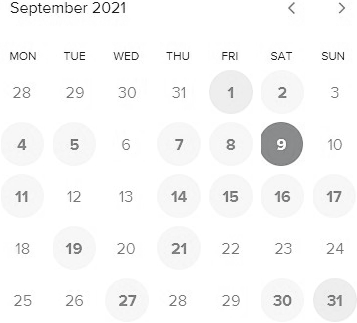 September 2021
MON TUE WED THU FRI SAT SUN
28 29 30 31 1 2 3
4 5 6 7 8 9 10
11 12 13 14 15 16 17
18 19 20 21 22 23 24
25 26 27 28 29 30 31